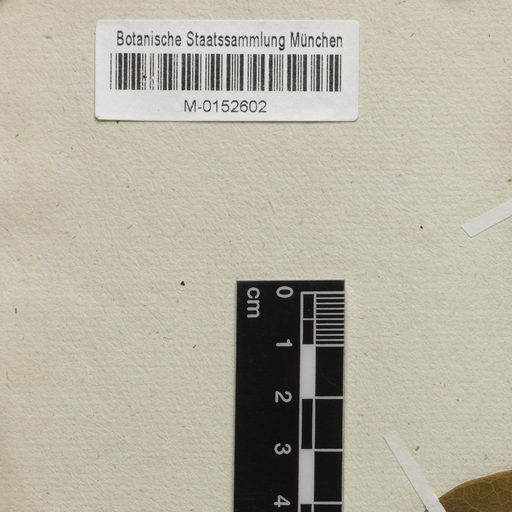 Botanische Staatssammlung München
M-0152602
cm
0
1
2
3
4